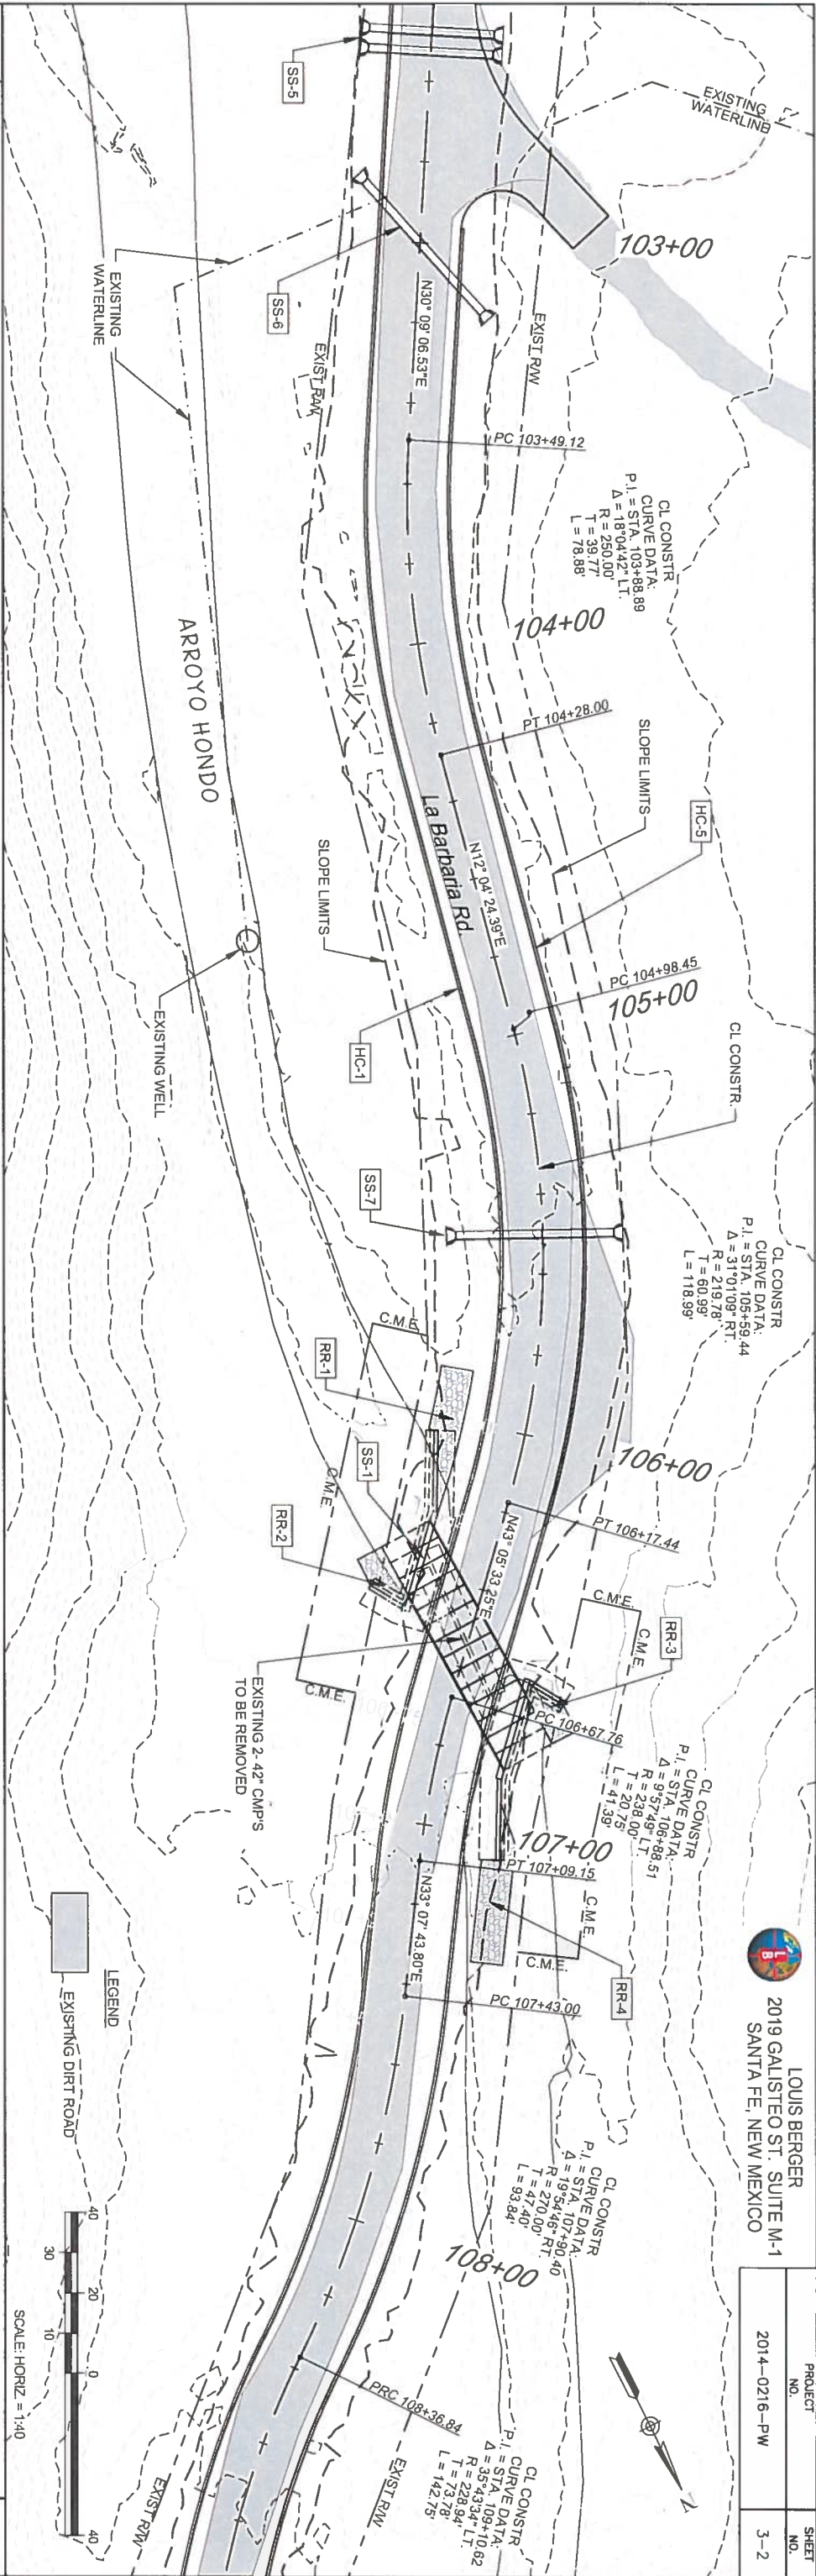 PROJECT
NO.
SHEET
NO.
2014-0216-PW
3-2
LOUIS BERGER
2019 GALISTEO ST. SUITE M-1
SANTA FE, NEW MEXICO
LB
EXISTING
WATERLINE
103+00
SS-5
SS-6
N30° 09' 06.53"E
EXIST R/W
EXIST R/W
EXISTING
WATERLINE
PC 103+49.12
CL CONSTR
CURVE DATA:
P.I. = STA. 103+88.89
Δ = 18°04'42" LT.
R = 250.00'
T = 39.77'
L = 78.88'
104+00
ARROYO HONDO
PT 104+28.00
SLOPE LIMITS
HC-5
La Barbaria Rd.
N12° 04' 24.39"E
SLOPE LIMITS
PC 104+98.45
105+00
HC-1
EXISTING WELL
CL CONSTR.
SS-7
CL CONSTR
CURVE DATA:
P.I. = STA. 105+59.44
Δ = 31°01'09" RT.
R = 219.78'
T = 60.99'
L = 118.99'
C.M.E.
RR-1
106+00
SS-1
C.M.E.
RR-2
PT 106+17.44
N43° 05' 33.25"E
C.M.E.
C.M.E.
RR-3
EXISTING 2- 42" CMP'S
TO BE REMOVED
C.M.E.
PC 106+67.76
CL CONSTR
CURVE DATA:
P.I. = STA. 106+88.51
Δ = 9°57'49" LT.
R = 238.00'
T = 20.75'
L = 41.39'
107+00
PT 107+09.15
C.M.E.
C.M.E.
N33° 07' 43.80"E
RR-4
PC 107+43.00
LEGEND
EXISTING DIRT ROAD
CL CONSTR
CURVE DATA:
P.I. = STA. 107+90.40
Δ = 19°54'46" RT.
R = 270.00'
T = 47.40'
L = 93.84'
108+00
PRC 108+36.84
EXIST R/W
EXIST R/W
CL CONSTR
CURVE DATA:
P.I. = STA. 109+10.62
Δ = 35°43'34" LT.
R = 228.94'
T = 73.78'
L = 142.75'
40 30 20 10 0 40
SCALE: HORIZ. = 1:40